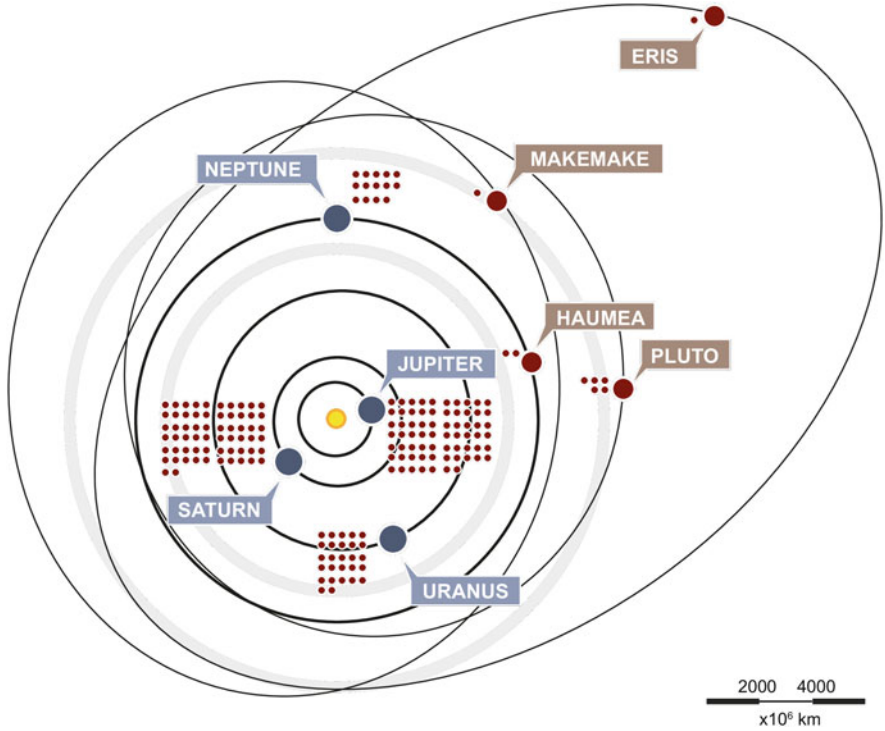 ERIS
MAKEMAKE
NEPTUNE
HAUMEA
PLUTO
JUPITER
SATURN
URANUS
2000 4000
x10⁶ km